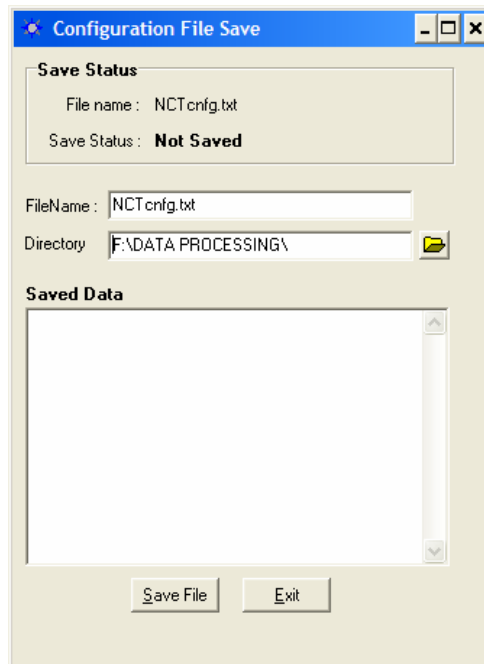 Configuration File Save
Save Status
File name : NCTcnfg.txt
Save Status : Not Saved
FileName : NCTcnfg.txt
Directory F:\DATA PROCESSING\
Saved Data
Save File Exit